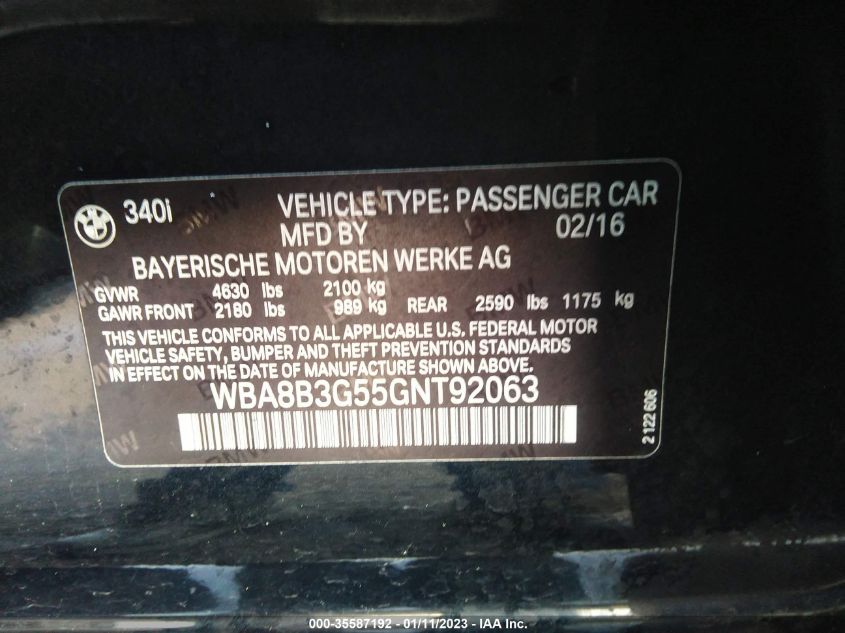 340i VEHICLE TYPE: PASSENGER CAR
MFD BY 02/16
BAYERISCHE MOTOREN WERKE AG
GVWR 4630 lbs 2100 kg
GAWR FRONT 2180 lbs 989 kg REAR 2590 lbs 1175 kg
THIS VEHICLE CONFORMS TO ALL APPLICABLE U.S. FEDERAL MOTOR
VEHICLE SAFETY, BUMPER AND THEFT PREVENTION STANDARDS
IN EFFECT ON THE DATE OF MANUFACTURE SHOWN ABOVE.
WBA8B3G55GNT92063
2 122 606
000-35587192 - 01/11/2023 - IAA Inc.